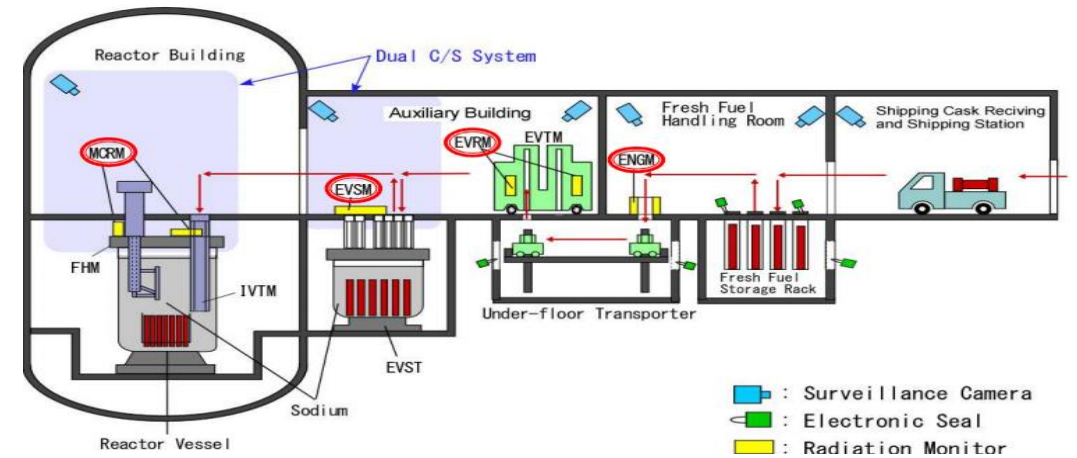 Reactor Building
Dual C/S System
Auxiliary Building
Fresh Fuel
Handling Room
Shipping Cask Reciving
and Shipping Station
MCRM
EVSM
EVRM
EVTM
ENGM
FHM
IVTM
EVST
Sodium
Reactor Vessel
Under-floor Transporter
Fresh Fuel
Storage Rack
: Surveillance Camera
: Electronic Seal
: Radiation Monitor